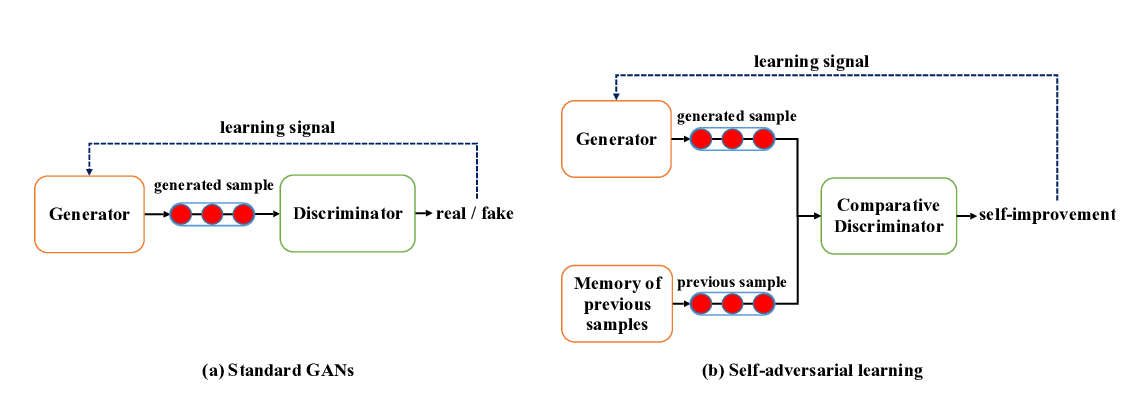 learning signal
generated sample
Generator
Discriminator
real / fake
(a) Standard GANs
learning signal
generated sample
Generator
Comparative
Discriminator
self-improvement
previous sample
Memory of
previous
samples
(b) Self-adversarial learning